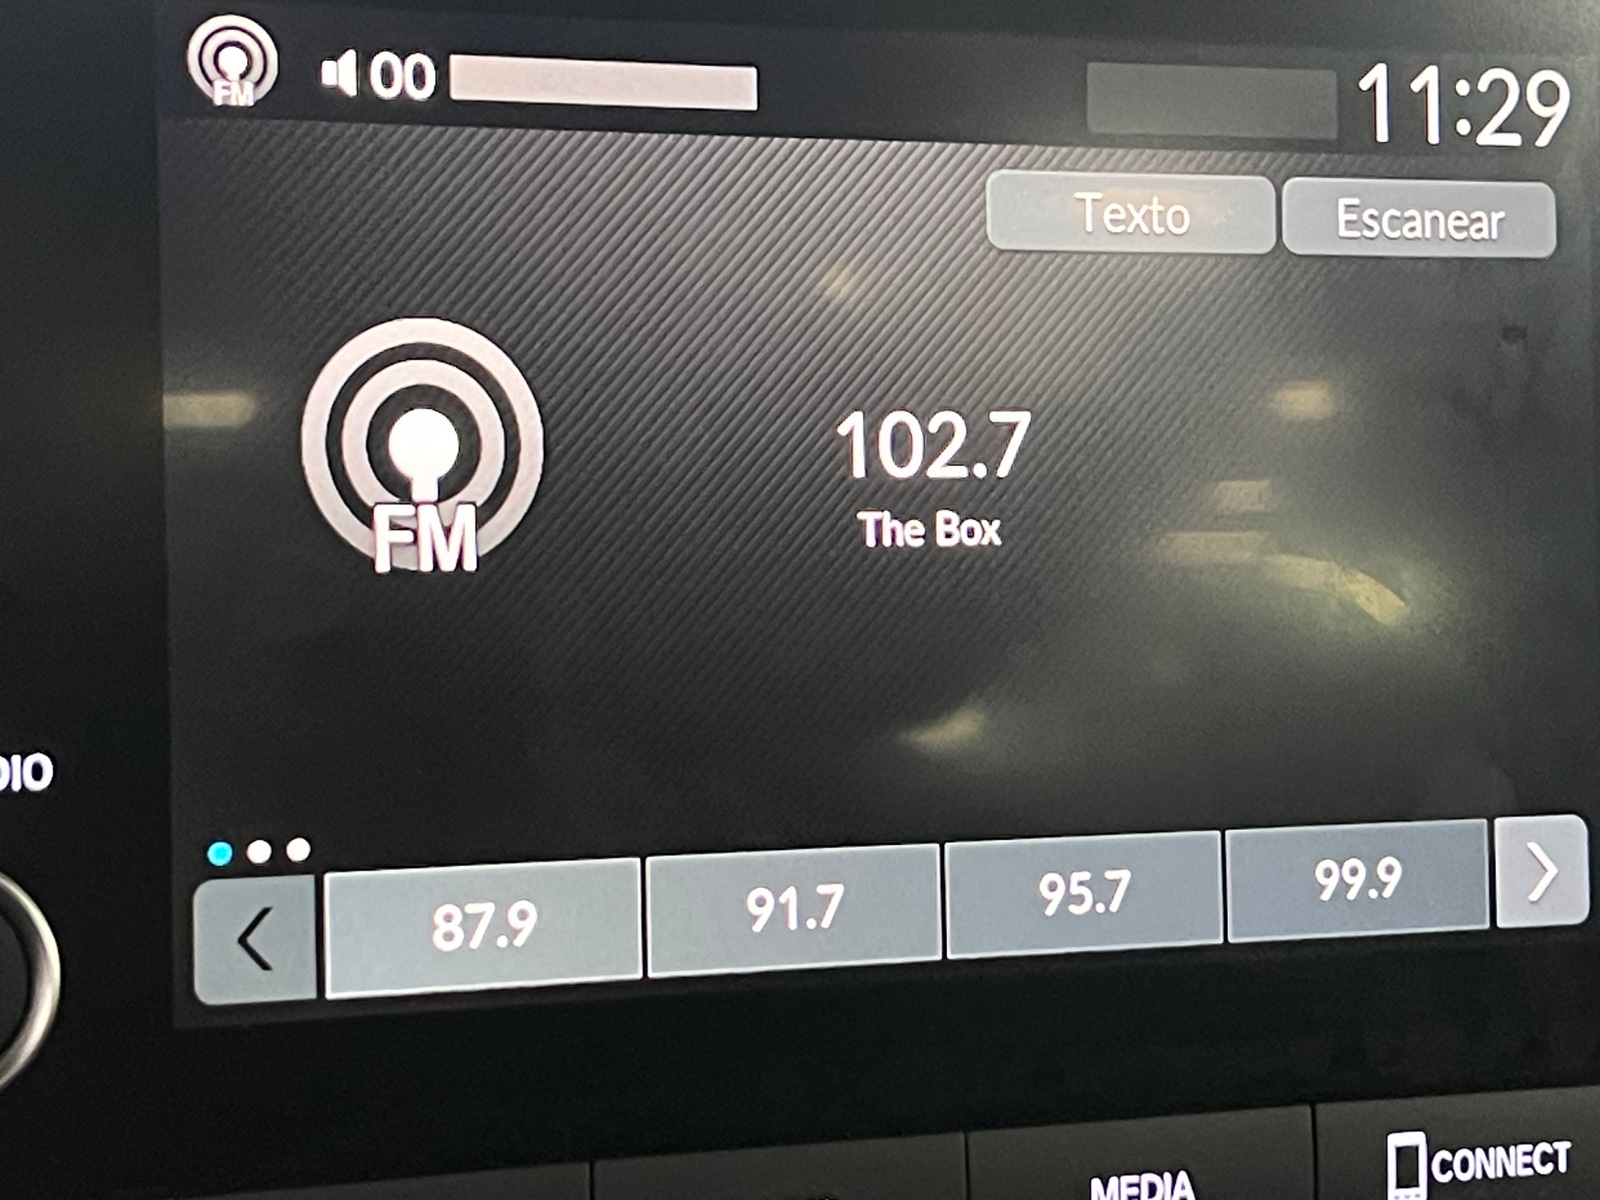 FM 00 11:29
Texto Escanear
102.7
FM
The Box
DIO
87.9 91.7 95.7 99.9
MEDIA CONNECT